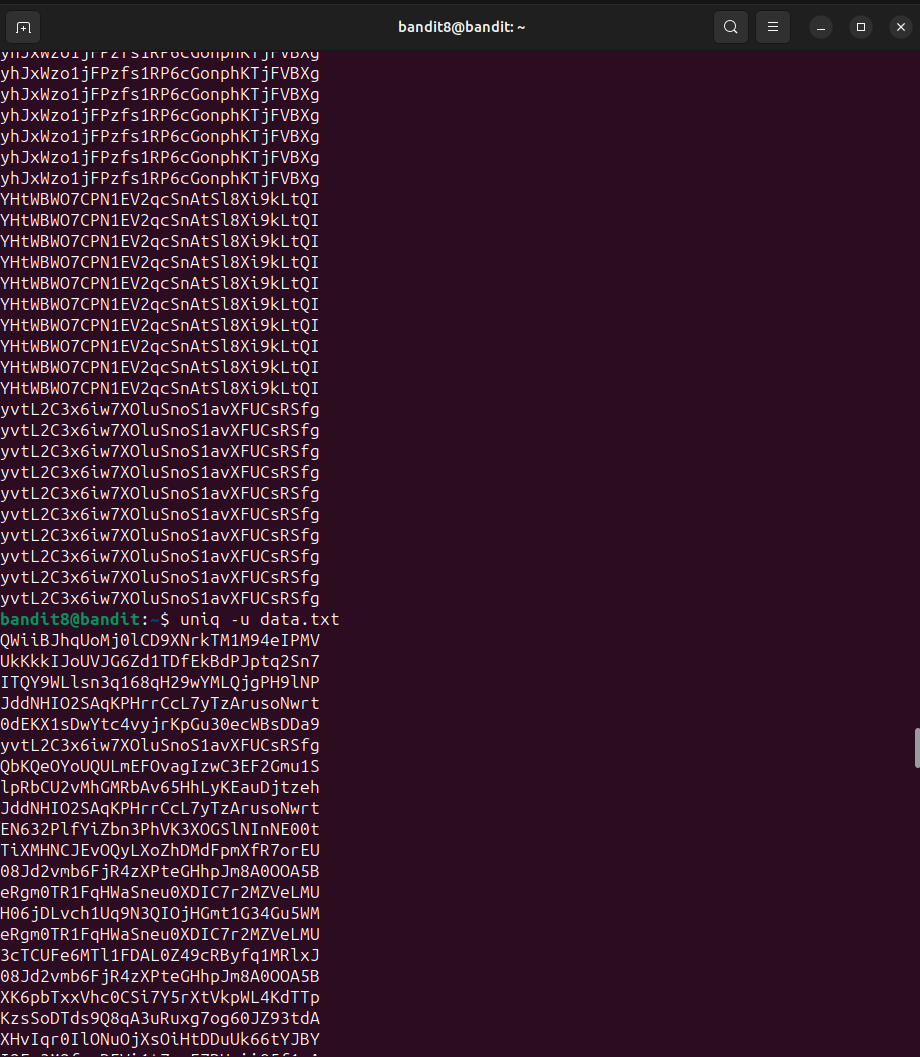 bandit8@bandit: ~
yhJxWzo1jFPzfs1RP6cGonphKTjFVBXg
yhJxWzo1jFPzfs1RP6cGonphKTjFVBXg
yhJxWzo1jFPzfs1RP6cGonphKTjFVBXg
yhJxWzo1jFPzfs1RP6cGonphKTjFVBXg
yhJxWzo1jFPzfs1RP6cGonphKTjFVBXg
yhJxWzo1jFPzfs1RP6cGonphKTjFVBXg
yhJxWzo1jFPzfs1RP6cGonphKTjFVBXg
YHtWBWO7CPN1EV2qcSnAtSl8Xi9kLtQI
YHtWBWO7CPN1EV2qcSnAtSl8Xi9kLtQI
YHtWBWO7CPN1EV2qcSnAtSl8Xi9kLtQI
YHtWBWO7CPN1EV2qcSnAtSl8Xi9kLtQI
YHtWBWO7CPN1EV2qcSnAtSl8Xi9kLtQI
YHtWBWO7CPN1EV2qcSnAtSl8Xi9kLtQI
YHtWBWO7CPN1EV2qcSnAtSl8Xi9kLtQI
YHtWBWO7CPN1EV2qcSnAtSl8Xi9kLtQI
YHtWBWO7CPN1EV2qcSnAtSl8Xi9kLtQI
YHtWBWO7CPN1EV2qcSnAtSl8Xi9kLtQI
yvtL2C3x6iw7XOluSnoS1avXFUCsRSfg
yvtL2C3x6iw7XOluSnoS1avXFUCsRSfg
yvtL2C3x6iw7XOluSnoS1avXFUCsRSfg
yvtL2C3x6iw7XOluSnoS1avXFUCsRSfg
yvtL2C3x6iw7XOluSnoS1avXFUCsRSfg
yvtL2C3x6iw7XOluSnoS1avXFUCsRSfg
yvtL2C3x6iw7XOluSnoS1avXFUCsRSfg
yvtL2C3x6iw7XOluSnoS1avXFUCsRSfg
yvtL2C3x6iw7XOluSnoS1avXFUCsRSfg
yvtL2C3x6iw7XOluSnoS1avXFUCsRSfg
bandit8@bandit:~$ uniq -u data.txt
QWiiBJhqUoMj0lCD9XNrkTM1M94eIPMV
UkKkkIJoUVJG6Zd1TDfEkBdPJptq2Sn7
ITQY9WLlsn3q168qH29wYMLQjgPH9lNP
JddNHIO2SAqKPHrrCcL7yTzArusoNwrt
0dEKX1sDwYtc4vyjrKpGu30ecWBsDDa9
yvtL2C3x6iw7XOluSnoS1avXFUCsRSfg
QbKQeOYoUQULmEFOvagIzwC3EF2Gmu1S
lpRbCU2vMhGMRbAv65HhLyKEauDjtzeh
JddNHIO2SAqKPHrrCcL7yTzArusoNwrt
EN632PlfYiZbn3PhVK3XOGSlNInNE00t
TiXMHNCJEvOQyLXoZhDMdFpmXfR7orEU
08Jd2vmb6FjR4zXPteGHhpJm8A0OOA5B
eRgm0TR1FqHWaSneu0XDIC7r2MZVeLMU
H06jDLvch1Uq9N3QIOjHGmt1G34Gu5WM
eRgm0TR1FqHWaSneu0XDIC7r2MZVeLMU
3cTCUFe6MTl1FDAL0Z49cRByfq1MRlxJ
08Jd2vmb6FjR4zXPteGHhpJm8A0OOA5B
XK6pbTxxVhc0CSi7Y5rXtVkpWL4KdTTp
KzsSoDTds9Q8qA3uRuxg7og60JZ93tdA
XHvIqr0IlONuOjXsOiHtDDuUk66tYJBY